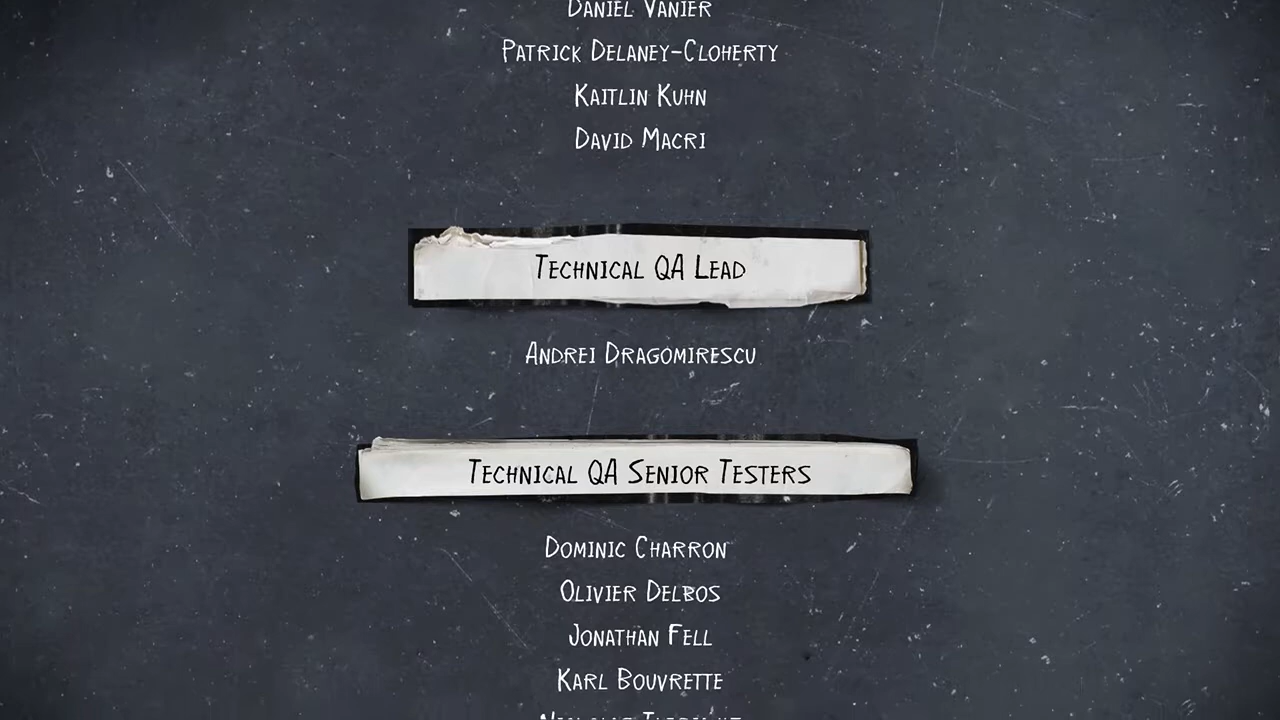 Daniel Vanier
Patrick Delaney-Cloherty
Kaitlin Kuhn
David Macri
Technical QA Lead
Andrei Dragomirescu
Technical QA Senior Testers
Dominic Charron
Olivier Delbos
Jonathan Fell
Karl Bouvrette